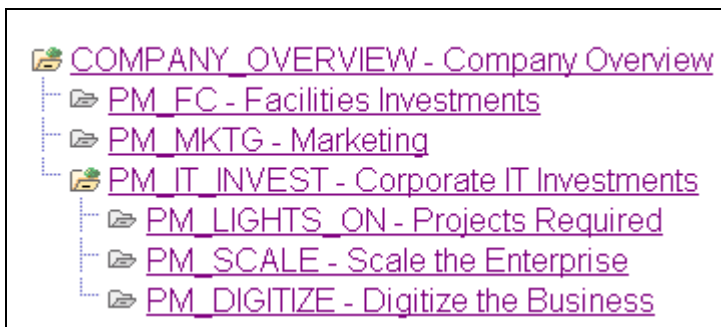 COMPANY_OVERVIEW - Company Overview
PM_FC - Facilities Investments
PM_MKTG - Marketing
PM_IT_INVEST - Corporate IT Investments
PM_LIGHTS_ON - Projects Required
PM_SCALE - Scale the Enterprise
PM_DIGITIZE - Digitize the Business